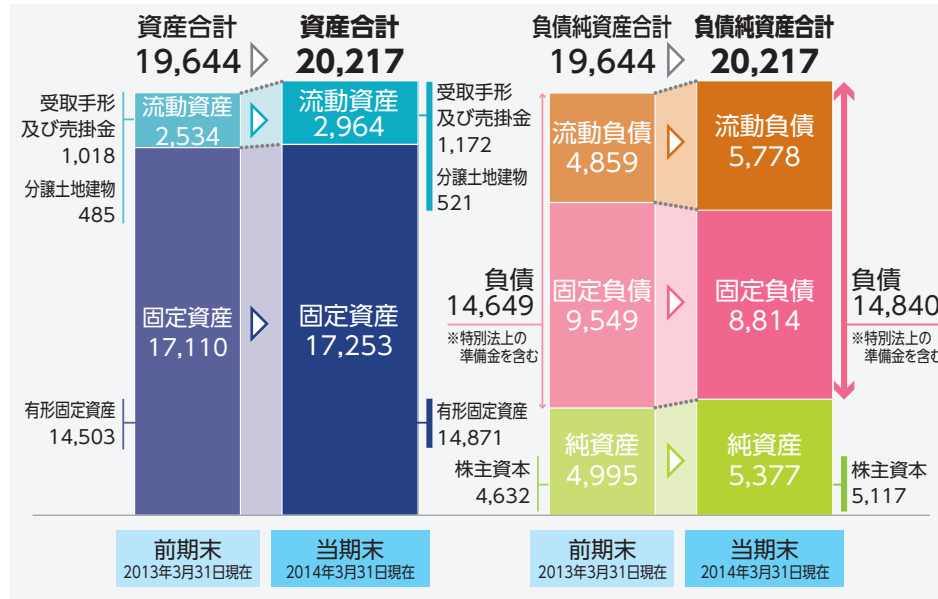 資産合計
19,644
資産合計
20,217
受取手形
及び売掛金
1,018
分譲土地建物
485
流動資産
2,534
流動資産
2,964
受取手形
及び売掛金
1,172
分譲土地建物
521
固定資産
17,110
固定資産
17,253
有形固定資産
14,503
有形固定資産
14,871
前期末
2013年3月31日現在
当期末
2014年3月31日現在
負債純資産合計
19,644
負債純資産合計
20,217
流動負債
4,859
流動負債
5,778
負債
14,649
※特別法上の
準備金を含む
固定負債
9,549
固定負債
8,814
負債
14,840
※特別法上の
準備金を含む
純資産
4,995
純資産
5,377
株主資本
4,632
株主資本
5,117
前期末
2013年3月31日現在
当期末
2014年3月31日現在